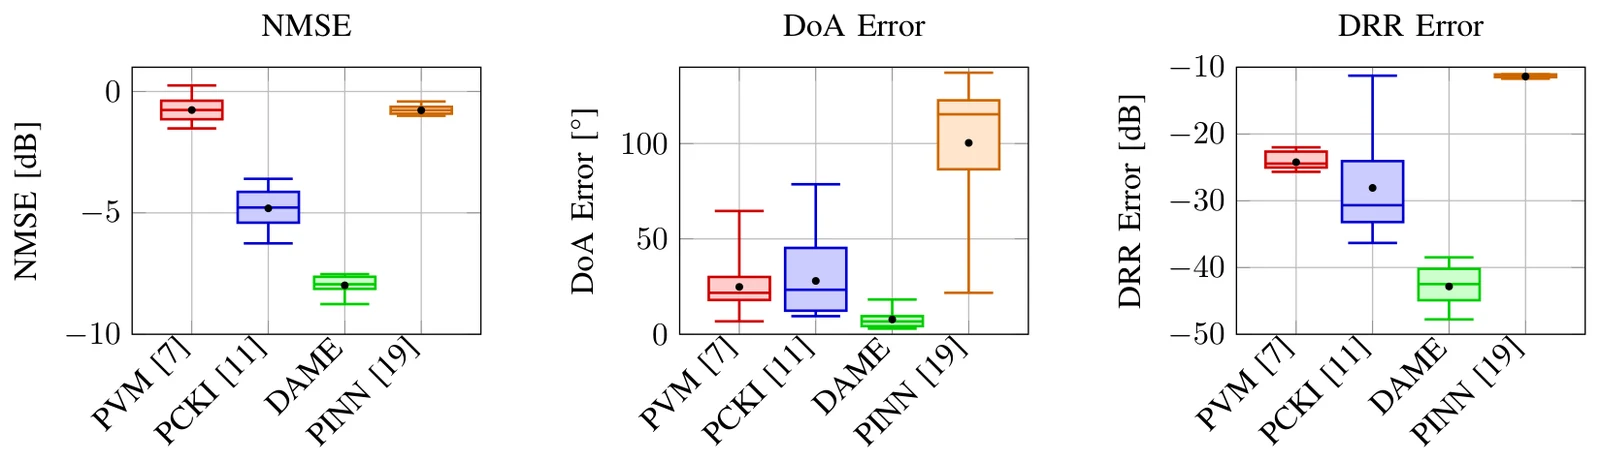 NMSE
NMSE [dB]
0
−5
−10
PVM [7]
PCKI [11]
DAME
PINN [19]
DoA Error
DoA Error [°]
100
50
0
PVM [7]
PCKI [11]
DAME
PINN [19]
DRR Error
DRR Error [dB]
−10
−20
−30
−40
−50
PVM [7]
PCKI [11]
DAME
PINN [19]